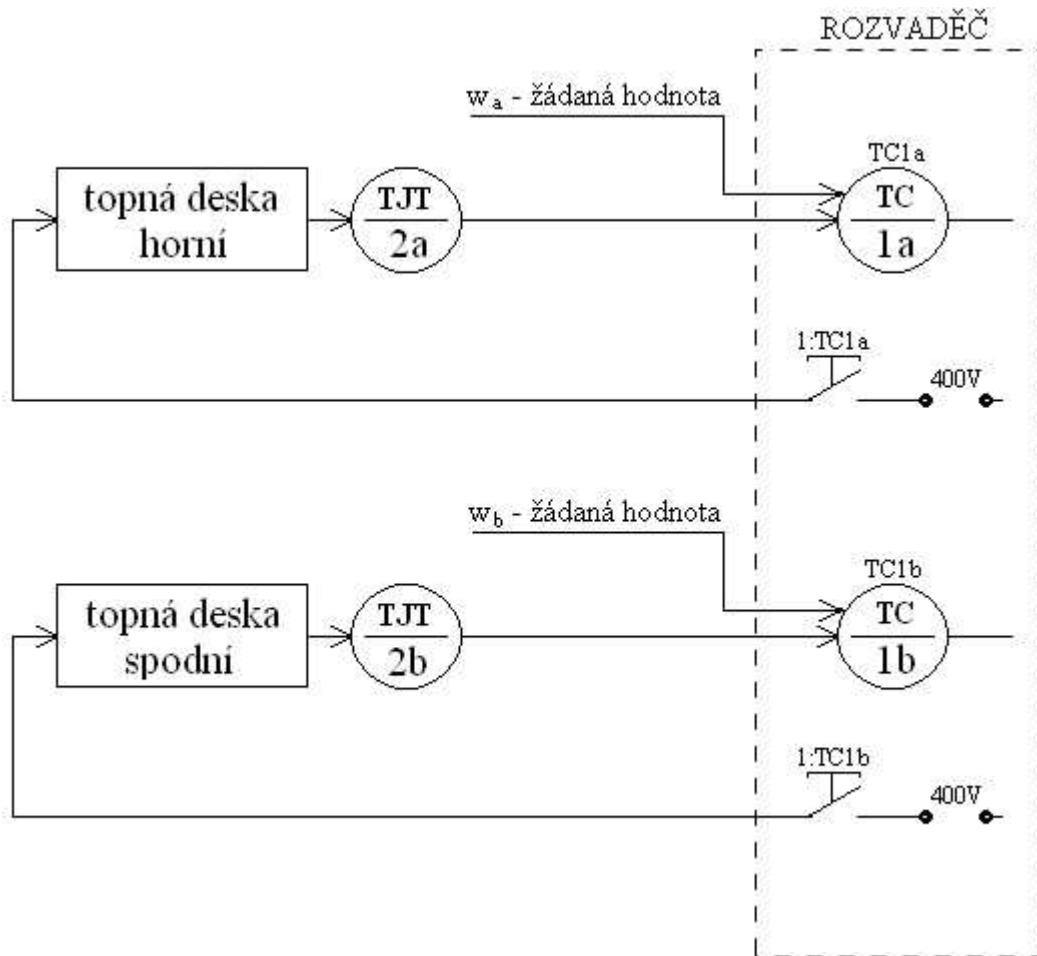 ROZVADĚČ
wa - žádaná hodnota
TC1a
topná deska
horní
TJT
2a
TC
1a
1:TC1a
400V
wb - žádaná hodnota
TC1b
topná deska
spodní
TJT
2b
TC
1b
1:TC1b
400V